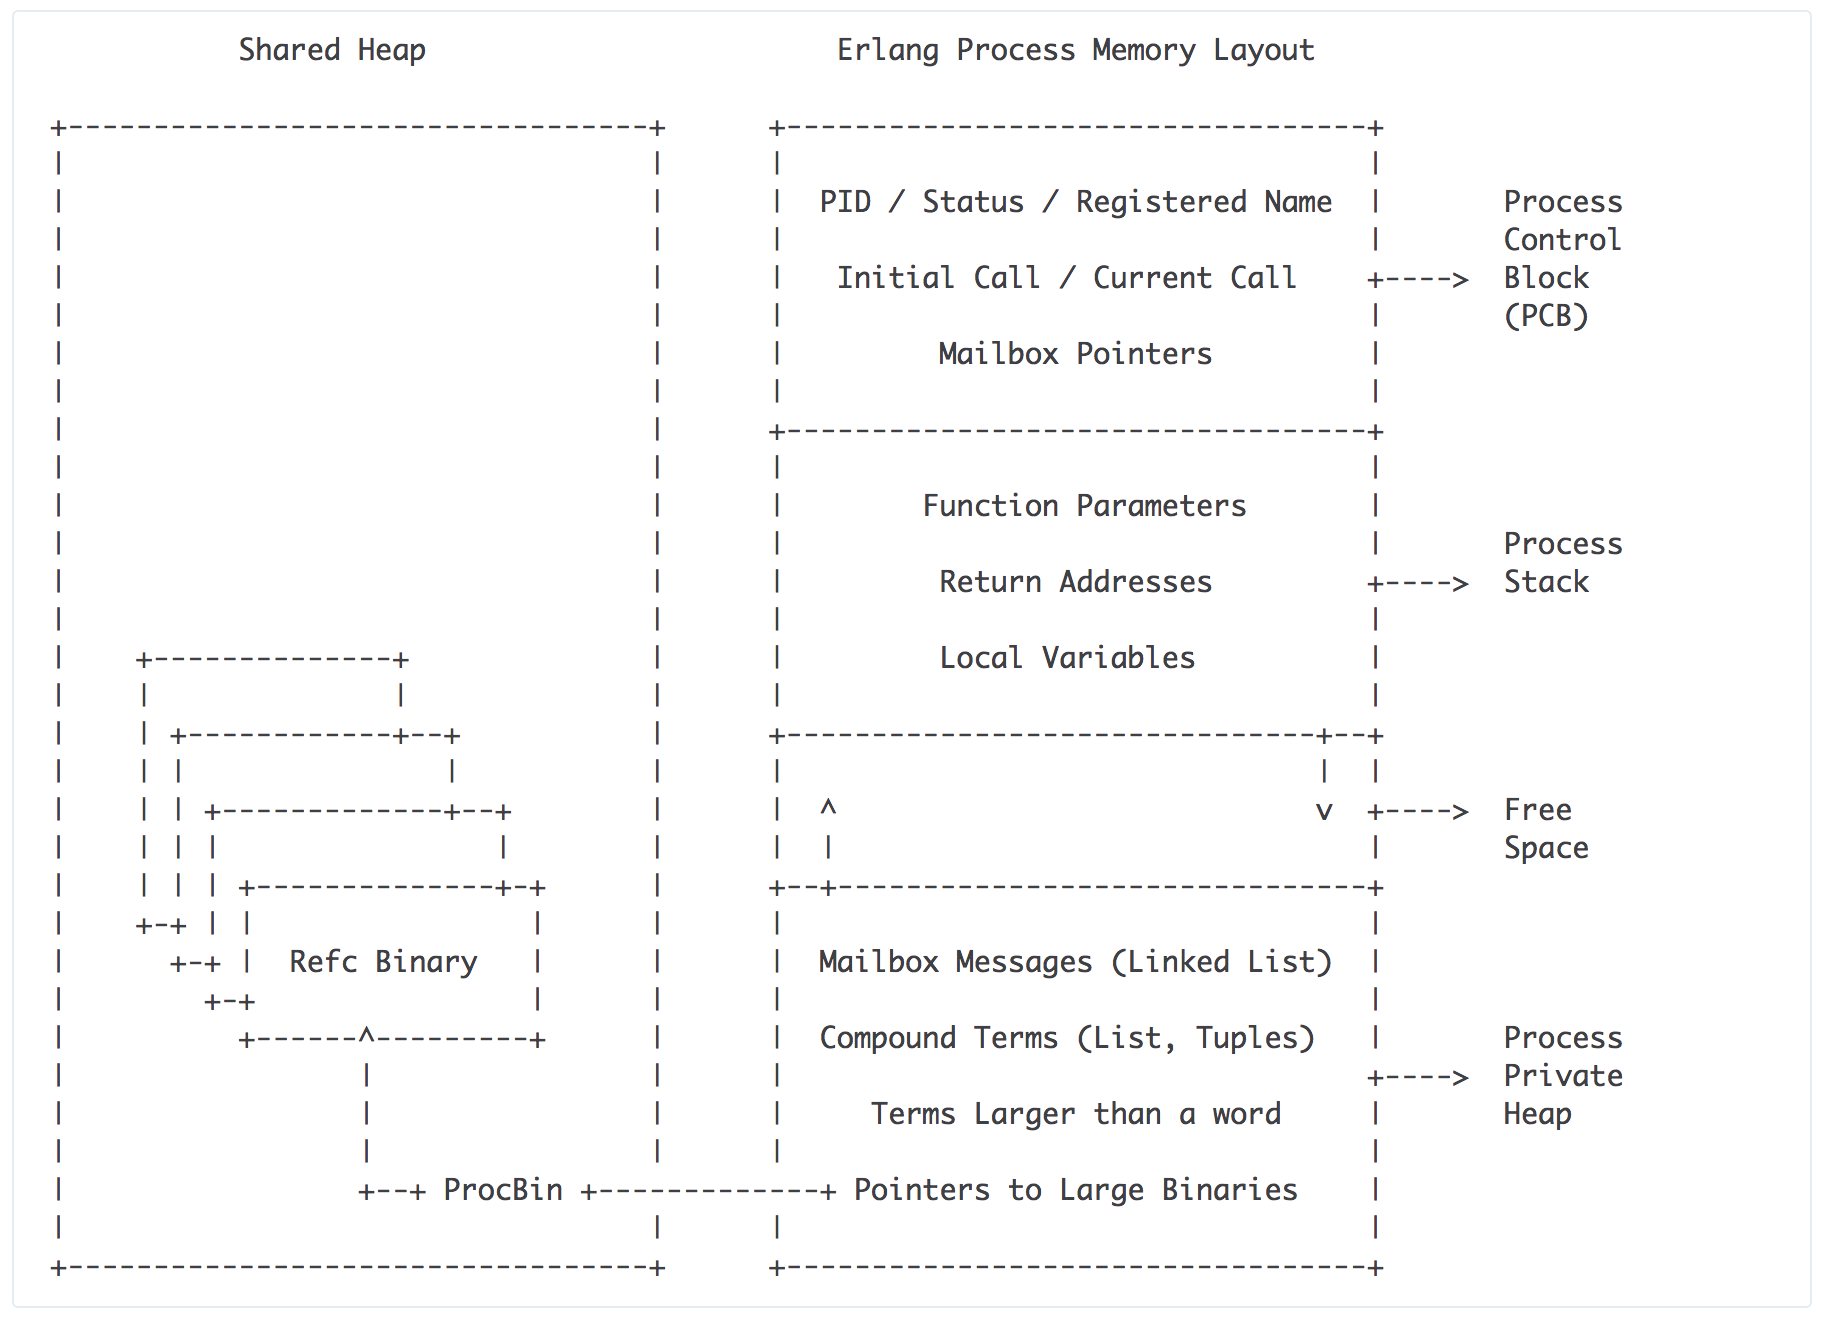 Shared Heap
Erlang Process Memory Layout
PID / Status / Registered Name
Initial Call / Current Call
Mailbox Pointers
Process
Control
Block
(PCB)
Function Parameters
Return Addresses
Local Variables
Process
Stack
Free
Space
Refc Binary
ProcBin
Mailbox Messages (Linked List)
Compound Terms (List, Tuples)
Terms Larger than a word
Pointers to Large Binaries
Process
Private
Heap